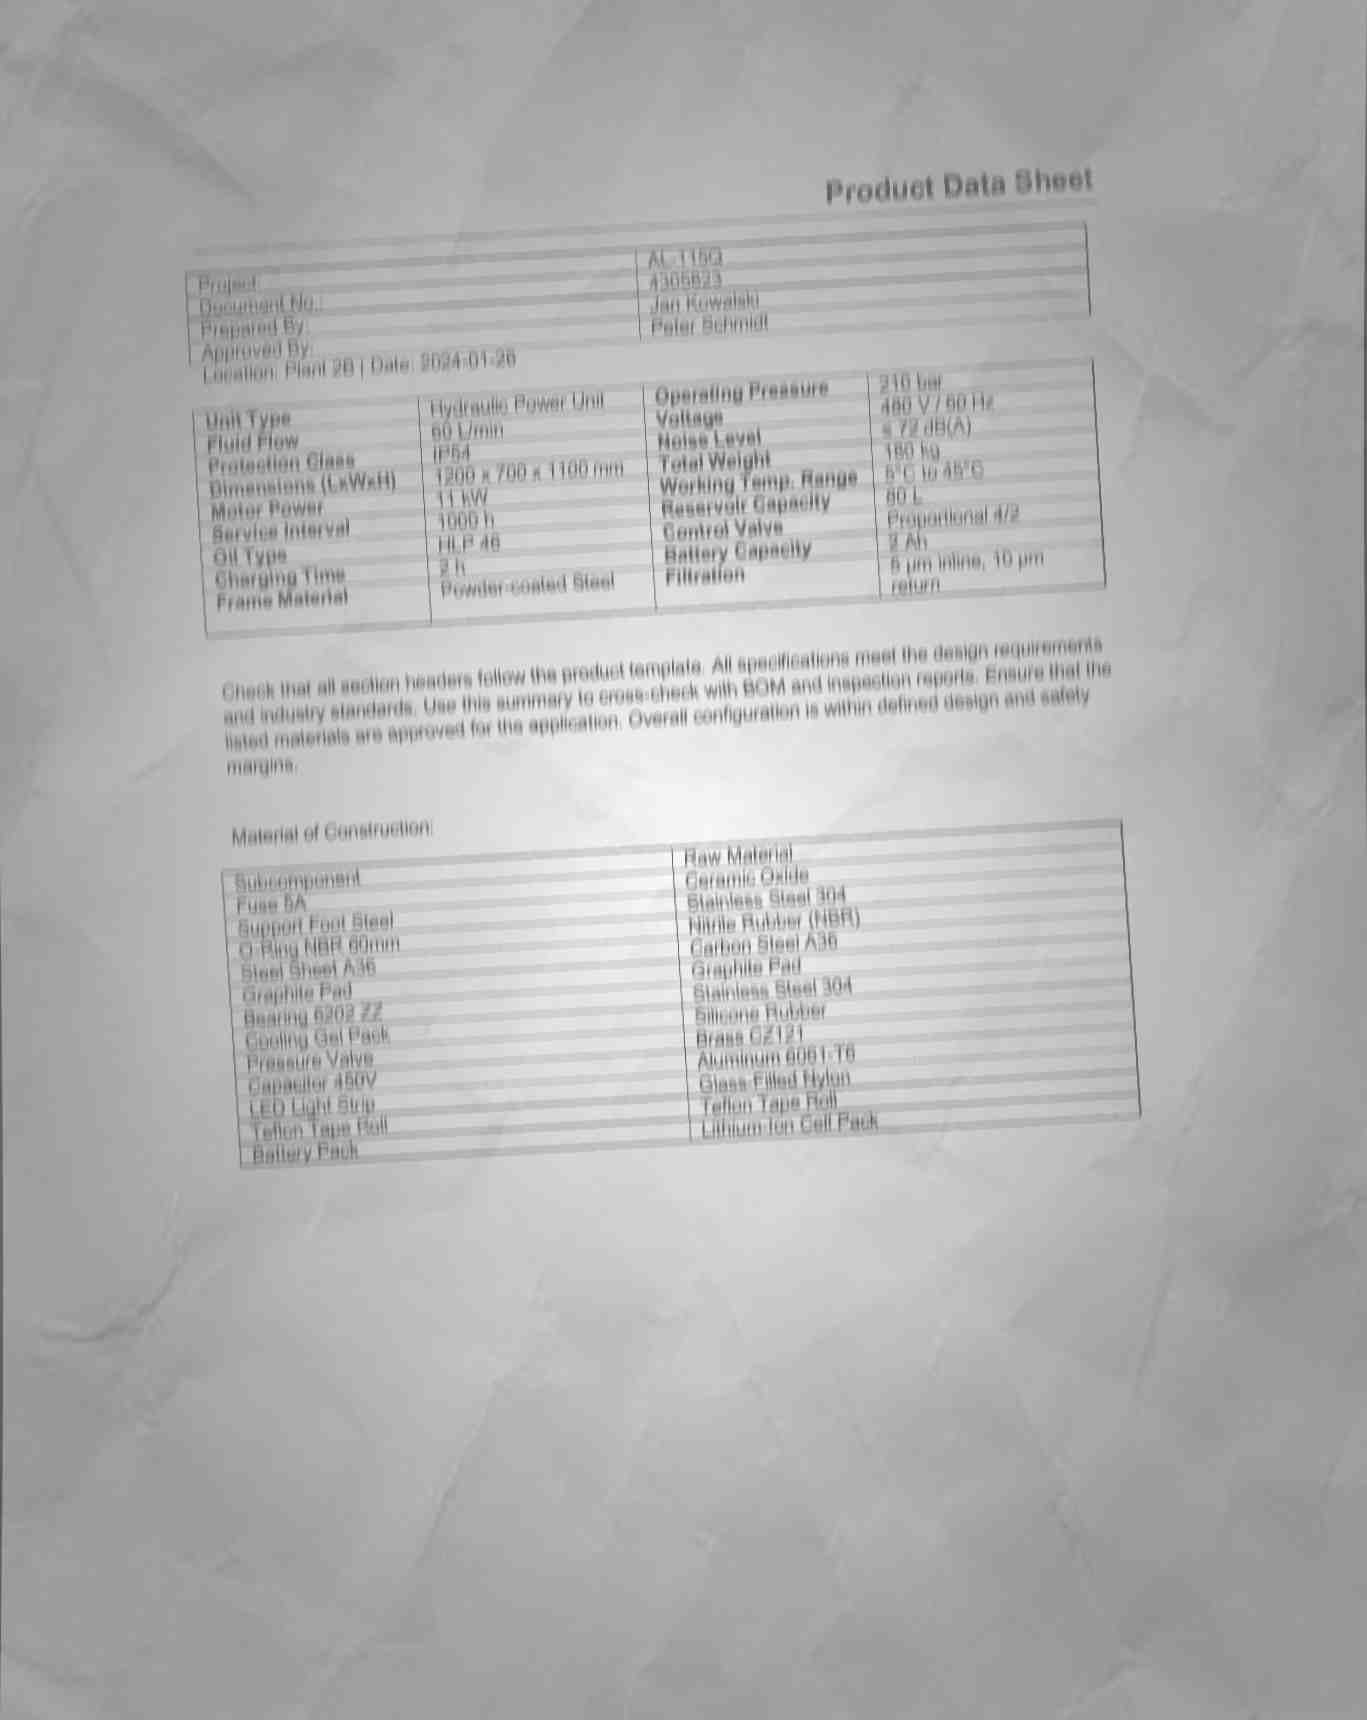 Product Data Sheet
Project: AL-115Q
Document No.: 4305823
Prepared By: Jan Kowalski
Approved By: Peter Schmidt
Location: Plant 2B | Date: 2024-01-26
Unit Type Hydraulic Power Unit Operating Pressure 210 bar
Fluid Flow 60 L/min Voltage 480 V / 60 Hz
Protection Class IP54 Noise Level ≤ 72 dB(A)
Dimensions (LxWxH) 1200 x 700 x 1100 mm Total Weight 180 kg
Motor Power 11 kW Working Temp. Range 5°C to 45°C
Service Interval 1000 h Reservoir Capacity 80 L
Oil Type HLP 46 Control Valve Proportional 4/2
Charging Time 2 h Battery Capacity 2 Ah
Frame Material Powder-coated Steel Filtration 5 µm inline, 10 µm
return
Check that all section headers follow the product template. All specifications meet the design requirements
and industry standards. Use this summary to cross-check with BOM and inspection reports. Ensure that the
listed materials are approved for the application. Overall configuration is within defined design and safety
margins.
Material of Construction:
Subcomponent Raw Material
Fuse 5A Ceramic Oxide
Support Foot Steel Stainless Steel 304
O-Ring NBR 60mm Nitrile Rubber (NBR)
Steel Sheet A36 Carbon Steel A36
Graphite Pad Graphite Pad
Bearing 6202 ZZ Stainless Steel 304
Cooling Gel Pack Silicone Rubber
Pressure Valve Brass CZ121
Capacitor 450V Aluminum 6061-T6
LED Light Strip Glass-Filled Nylon
Teflon Tape Roll Teflon Tape Roll
Battery Pack Lithium-Ion Cell Pack